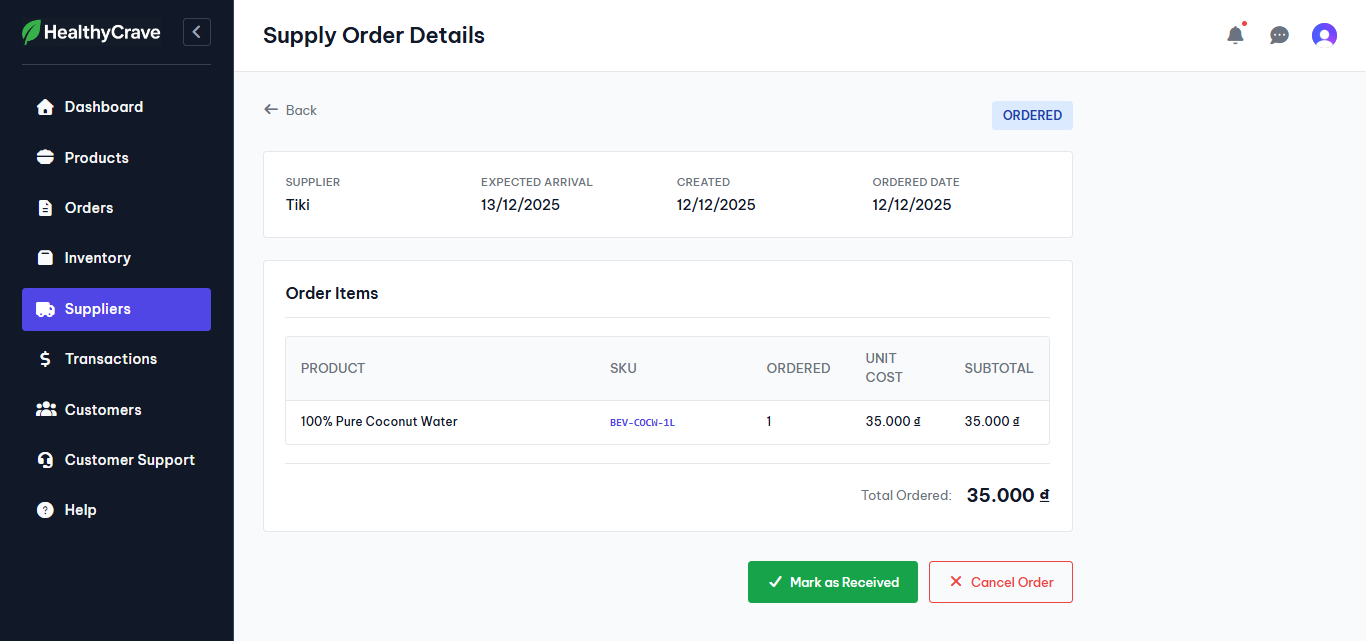 HealthyCrave
Supply Order Details
Dashboard
Products
Orders
Inventory
Suppliers
Transactions
Customers
Customer Support
Help
Back
ORDERED
SUPPLIER
Tiki
EXPECTED ARRIVAL
13/12/2025
CREATED
12/12/2025
ORDERED DATE
12/12/2025
Order Items
PRODUCT SKU ORDERED UNIT COST SUBTOTAL
100% Pure Coconut Water BEV-COCW-1L 1 35.000 ₫ 35.000 ₫
Total Ordered: 35.000 ₫
Mark as Received
Cancel Order